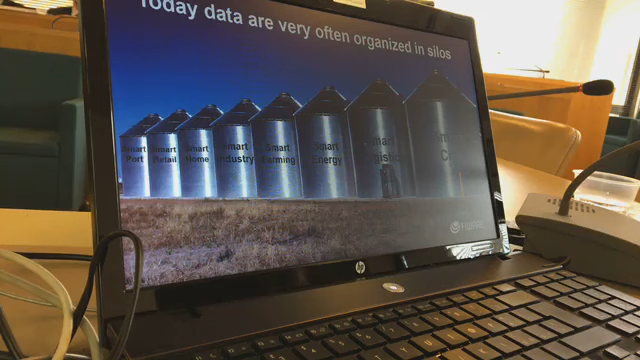 Today data are very often organized in silos
Smart Port
Smart Retail
Smart Home
Smart Industry
Smart Farming
Smart Energy
Smart
hp